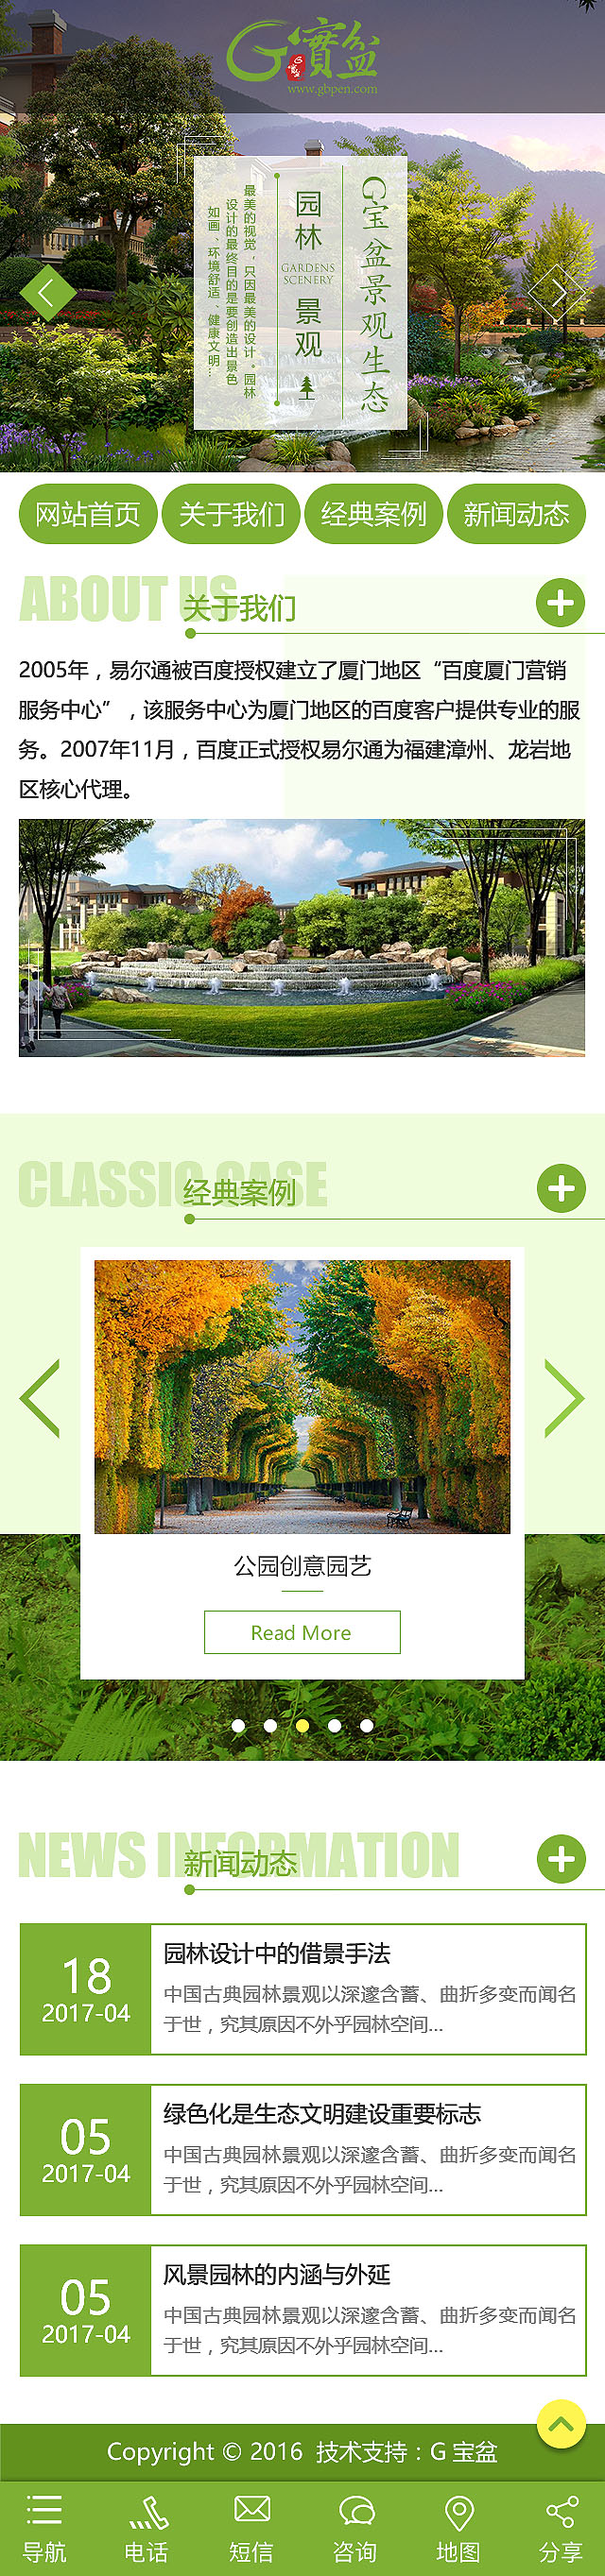 G寶盆
www.gbpen.com
G宝盆景观生态
园林景观
GARDENS
SCENERY
最美的视觉,只因最美的设计。园林
设计的最终目的是要创造出景色
如画、环境舒适、健康文明...
网站首页
关于我们
经典案例
新闻动态
ABOUT US
关于我们
2005年,易尔通被百度授权建立了厦门地区“百度厦门营销
服务中心”,该服务中心为厦门地区的百度客户提供专业的服
务。2007年11月,百度正式授权易尔通为福建漳州、龙岩地
区核心代理。
CLASSIC CASE
经典案例
公园创意园艺
Read More
NEWS INFORMATION
新闻动态
18
2017-04
园林设计中的借景手法
中国古典园林景观以深邃含蓄、曲折多变而闻名
于世,究其原因不外乎园林空间...
05
2017-04
绿色化是生态文明建设重要标志
中国古典园林景观以深邃含蓄、曲折多变而闻名
于世,究其原因不外乎园林空间...
05
2017-04
风景园林的内涵与外延
中国古典园林景观以深邃含蓄、曲折多变而闻名
于世,究其原因不外乎园林空间...
Copyright © 2016 技术支持:G 宝盆
导航
电话
短信
咨询
地图
分享